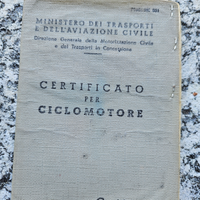 MINISTERO DEI TRASPORTI
E DELL'AVIAZIONE CIVILE
Direzione Generale della Motorizzazione Civile
e dei Trasporti in Concessione
CERTIFICATO
PER
CICLOMOTORE